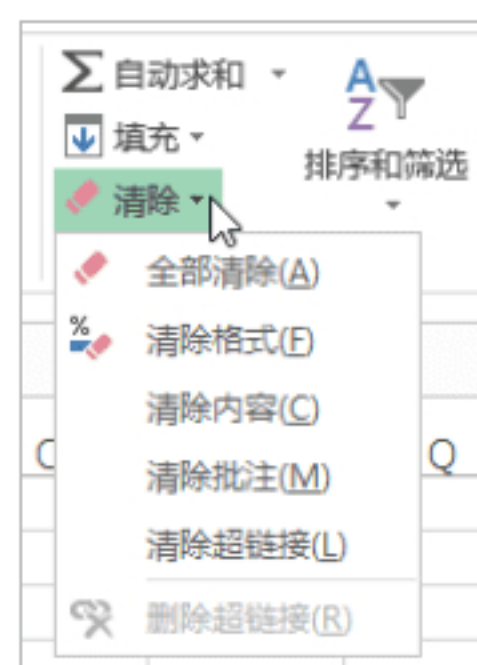 自动求和
填充
清除
排序和筛选
全部清除(A)
清除格式(F)
清除内容(C)
清除批注(M)
清除超链接(L)
删除超链接(R)
Q